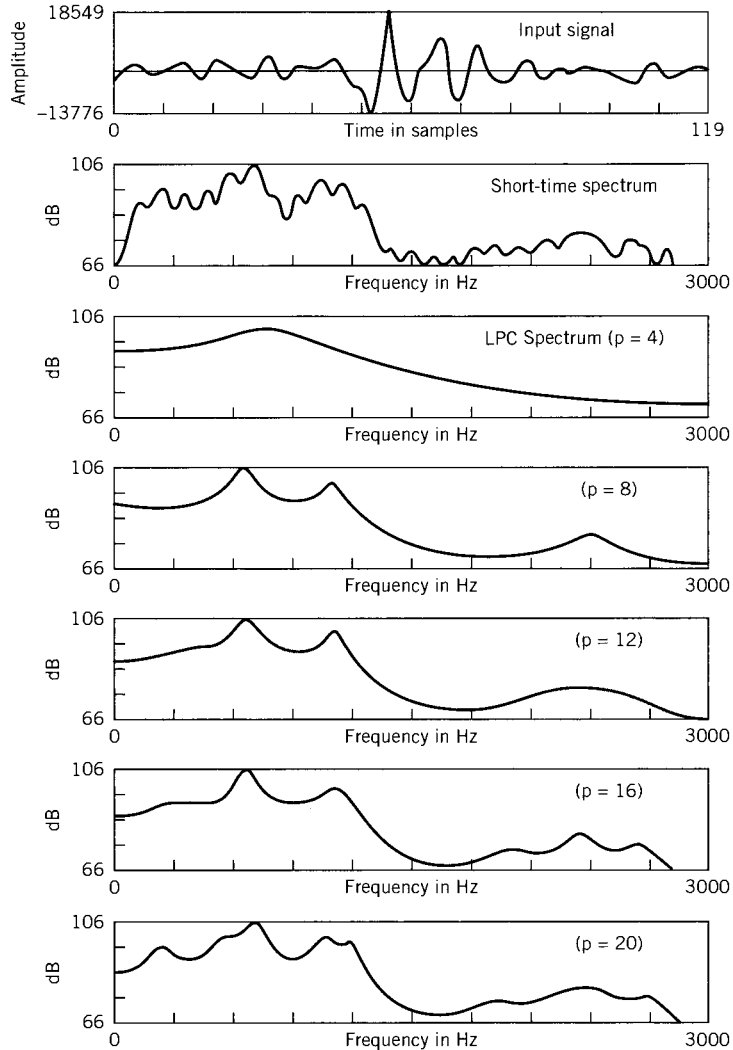 18549
Input signal
Amplitude
-13776
0
Time in samples
119
106
Short-time spectrum
dB
66
0
Frequency in Hz
3000
106
LPC Spectrum (p = 4)
dB
66
0
Frequency in Hz
3000
106
(p = 8)
dB
66
0
Frequency in Hz
3000
106
(p = 12)
dB
66
0
Frequency in Hz
3000
106
(p = 16)
dB
66
0
Frequency in Hz
3000
106
(p = 20)
dB
66
0
Frequency in Hz
3000